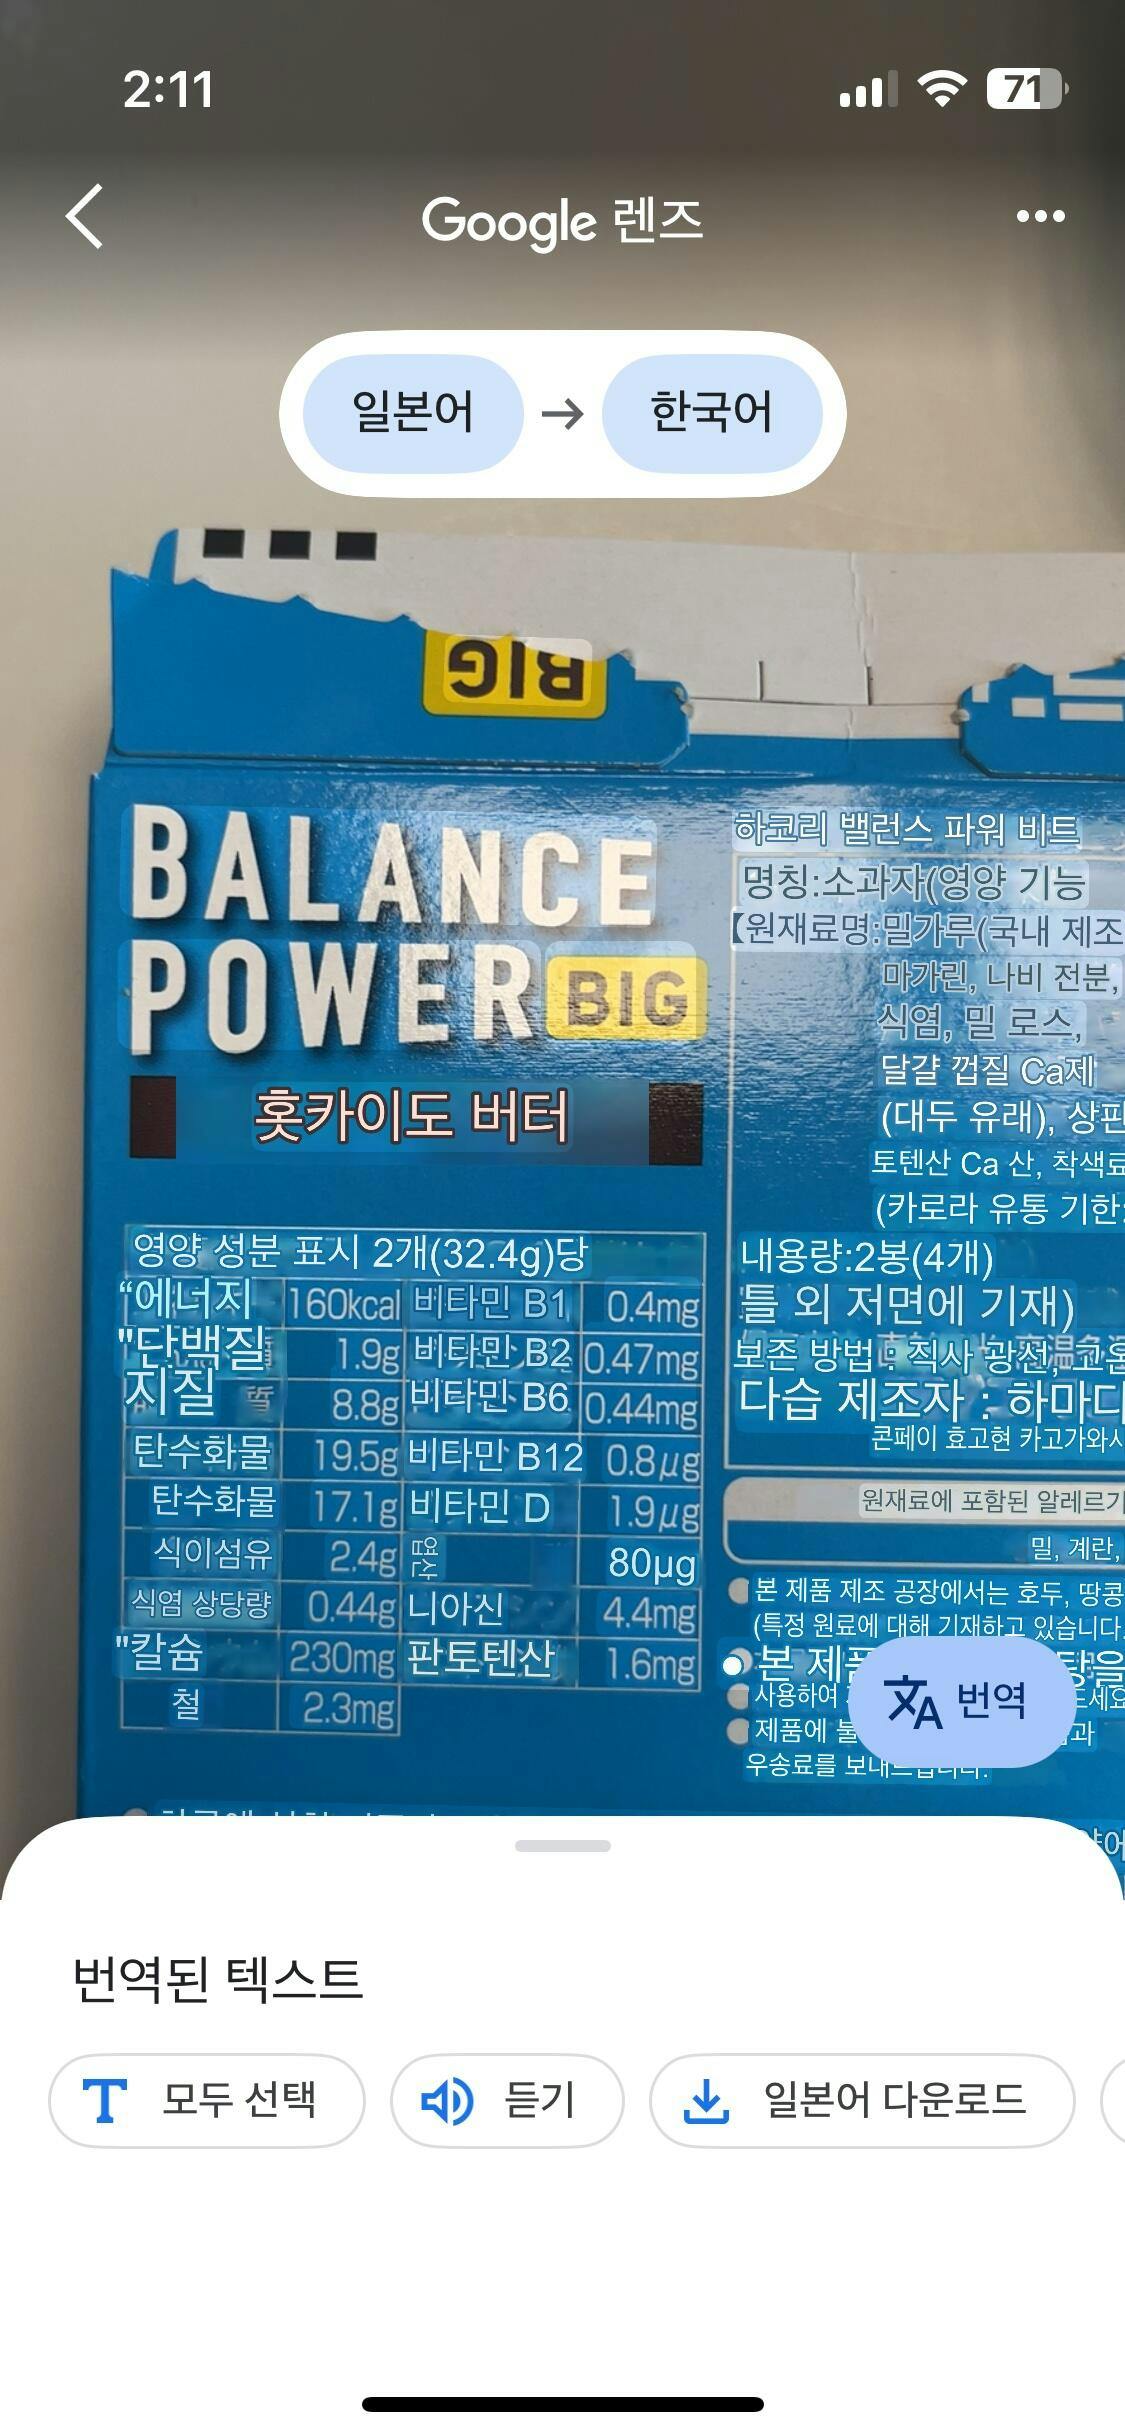 2:11
71
Google 렌즈
일본어 → 한국어
BIG
BALANCE
POWER BIG
홋카이도 버터
영양 성분 표시 2개(32.4g)당
“에너지 160kcal 비타민 B1 0.4mg
"단백질 1.9g 비타민 B2 0.47mg
지질 質 8.8g 비타민 B6 0.44mg
탄수화물 19.5g 비타민 B12 0.8μg
탄수화물 17.1g 비타민 D 1.9μg
식이섬유 2.4g 엽산 80μg
식염 상당량 0.44g 니아신 4.4mg
"칼슘 230mg 판토텐산 1.6mg
철 2.3mg
하코리 밸런스 파워 비트
명칭:소과자(영양 기능
【원재료명:밀가루(국내 제조
마가린, 나비 전분,
식염, 밀 로스,
달걀 껍질 Ca제
(대두 유래), 상판
토텐산 Ca 산, 착색료
(카로라 유통 기한:
내용량:2봉(4개)
틀 외 저면에 기재)
보존 방법 : 직사 광선, 고온
다습 제조자 : 하마다
콘페이 효고현 카고가와시
원재료에 포함된 알레르기
밀, 계란,
본 제품 제조 공장에서는 호두, 땅콩
(특정 원료에 대해 기재하고 있습니다.
본 제품
사용하여
제품에 불
우송료를 보내드립니다.
번역
번역된 텍스트
모두 선택
듣기
일본어 다운로드